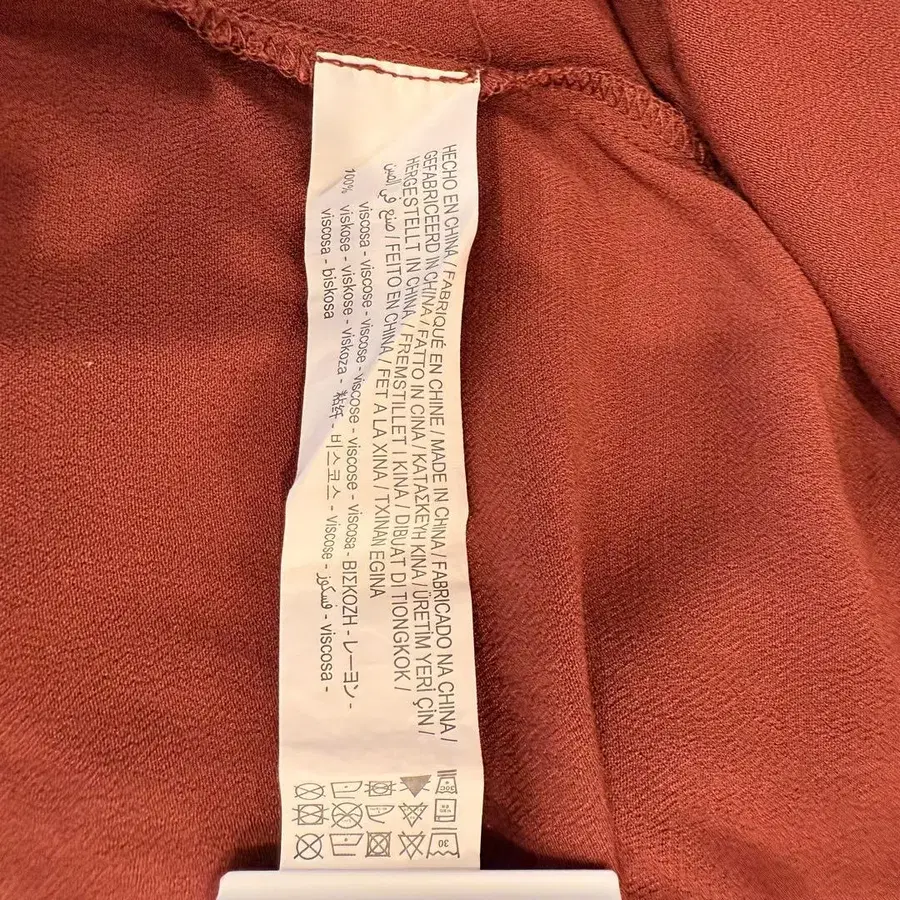 HECHO EN CHINA / FABRIQUÉ EN CHINE / MADE IN CHINA / FABRICADO NA CHINA /
GEFABRICEERD IN CHINA / FATTO IN CINA / ΚΑΤΑΣΚΕΥΗ ΚΙΝΑ / ÜRETİM YERİ ÇİN /
HERGESTELLT IN CHINA / FREMSTILLET I KINA / DIBUAT DI TIONGKOK /
صنع في الصين / FEITO EN CHINA / FET A LA XINA / TXINAN EGINA
100% viscosa - viscose - viscose - viscose - viscose - viscosa - ΒΙΣΚΟΖΗ - レーヨン -
viskose - viskose - viskoza - 粘纤 - 비스코스 - viscose - فسكوز - viscosa -
viscosa - biskosa
30